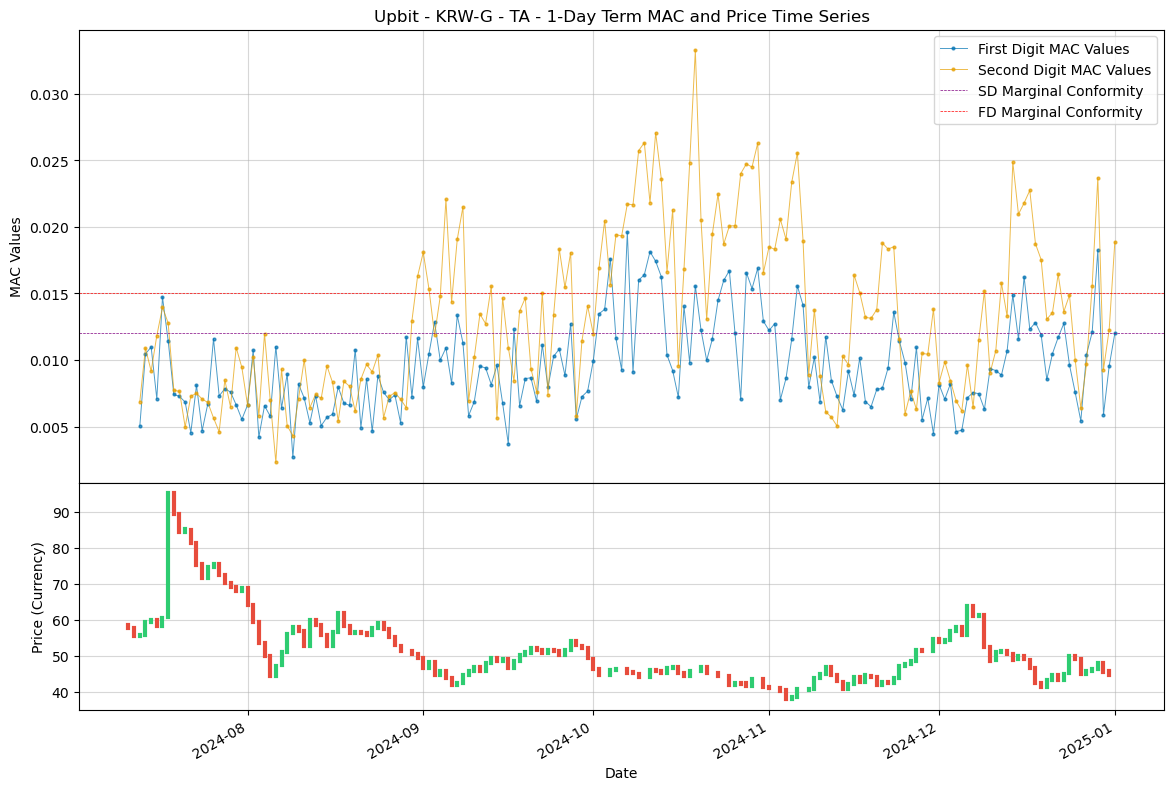 Upbit - KRW-G - TA - 1-Day Term MAC and Price Time Series
First Digit MAC Values
Second Digit MAC Values
SD Marginal Conformity
FD Marginal Conformity
MAC Values
0.030
0.025
0.020
0.015
0.010
0.005
Price (Currency)
90
80
70
60
50
40
2024-08
2024-09
2024-10
2024-11
2024-12
2025-01
Date